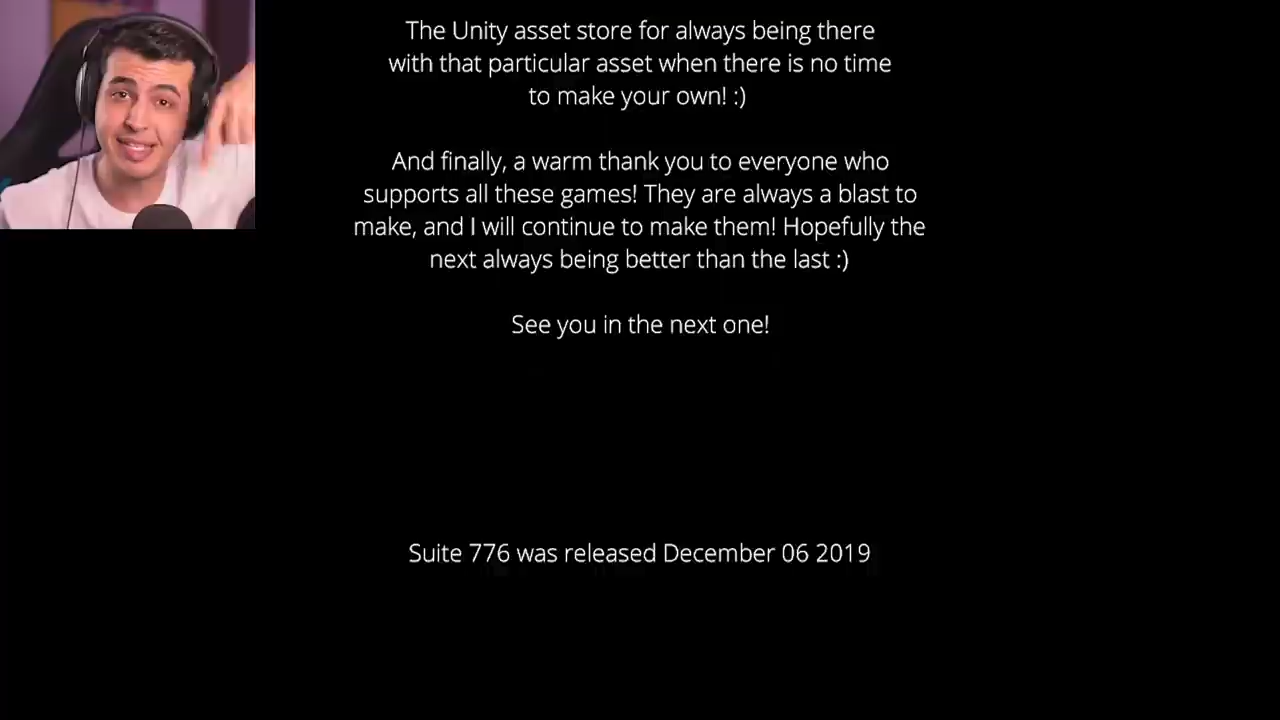 The Unity asset store for always being there
with that particular asset when there is no time
to make your own! :)
And finally, a warm thank you to everyone who
supports all these games! They are always a blast to
make, and I will continue to make them! Hopefully the
next always being better than the last :)
See you in the next one!
Suite 776 was released December 06 2019